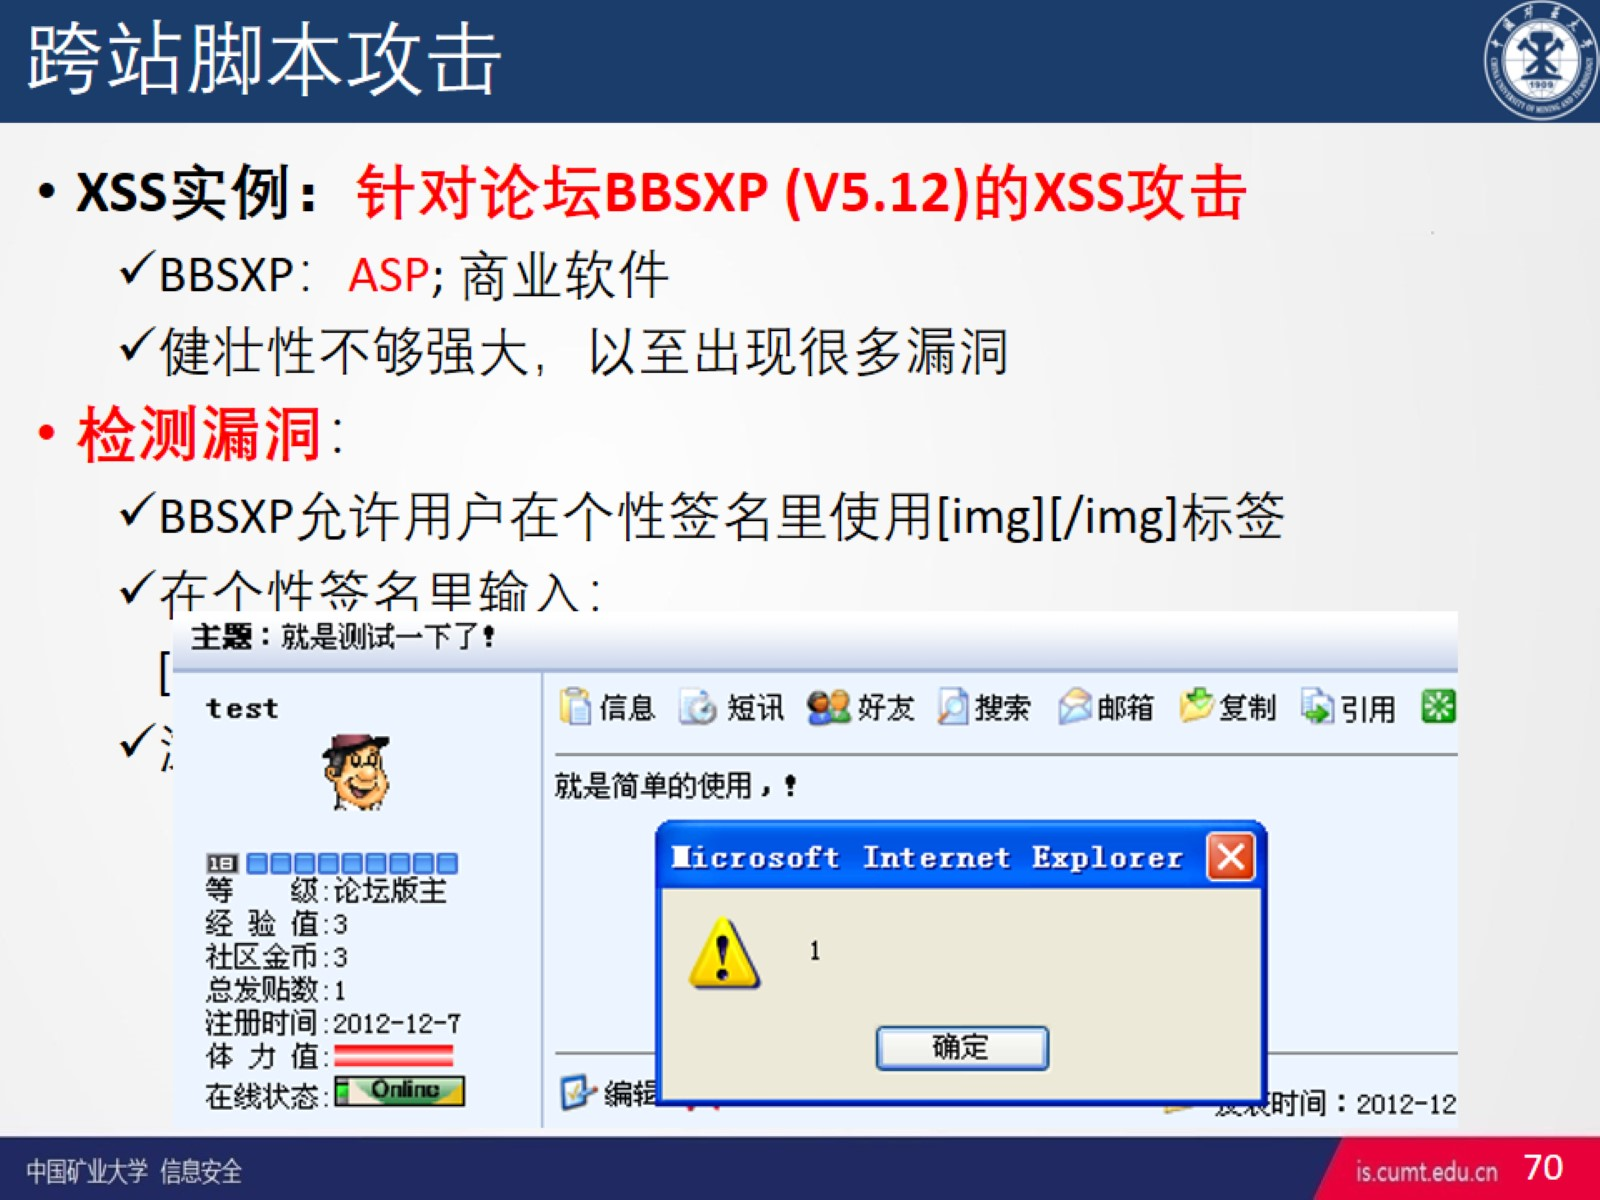 跨站脚本攻击
• XSS实例：针对论坛BBSXP (V5.12)的XSS攻击
✓BBSXP：ASP; 商业软件
✓健壮性不够强大，以至出现很多漏洞
• 检测漏洞：
✓BBSXP允许用户在个性签名里使用[img][/img]标签
✓在个性签名里输入：
[
✓
主题：就是测试一下了！
test
信息 短讯 好友 搜索 邮箱 复制 引用
就是简单的使用，！
Microsoft Internet Explorer
1
确定
等 级:论坛版主
经 验 值:3
社区金币:3
总发贴数:1
注册时间:2012-12-7
体 力 值:
在线状态: Online
编辑
发表时间：2012-12
中国矿业大学 信息安全
is.cumt.edu.cn 70
1909